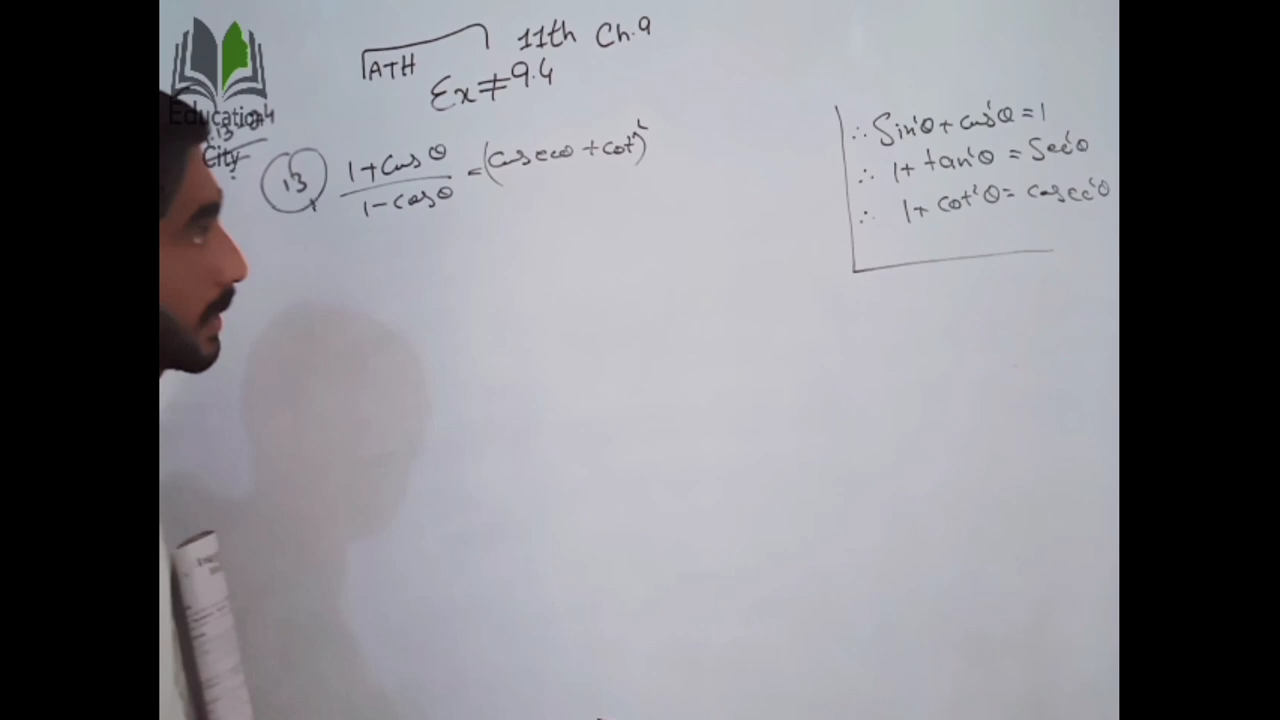 11th Ch.9
MATH
Ex≠9.4
Education
City
13 (1+cosθ)/(1-cosθ) = (cosecθ + cot)²
∴ Sin²θ + cos²θ = 1
∴ 1 + tan²θ = Sec²θ
∴ 1 + cot²θ = cosec²θ